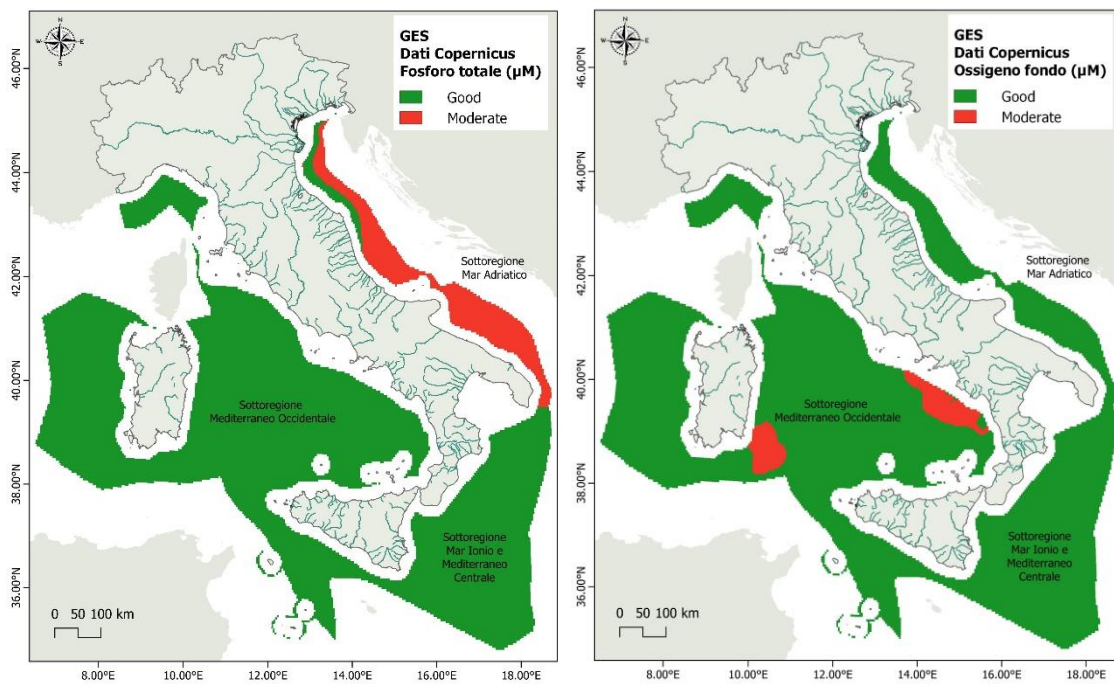 GES
Dati Copernicus
Fosforo totale (µM)
Good
Moderate
N
W
E
S
46.00°N
44.00°N
42.00°N
40.00°N
38.00°N
36.00°N
Sottoregione
Mar Adriatico
Sottoregione
Mediterraneo Occidentale
Sottoregione
Mar Ionio e
Mediterraneo
Centrale
0 50 100 km
8.00°E 10.00°E 12.00°E 14.00°E 16.00°E 18.00°E
GES
Dati Copernicus
Ossigeno fondo (µM)
Good
Moderate
N
W
E
S
46.00°N
44.00°N
42.00°N
40.00°N
38.00°N
36.00°N
Sottoregione
Mar Adriatico
Sottoregione
Mediterraneo Occidentale
Sottoregione
Mar Ionio e
Mediterraneo
Centrale
0 50 100 km
8.00°E 10.00°E 12.00°E 14.00°E 16.00°E 18.00°E